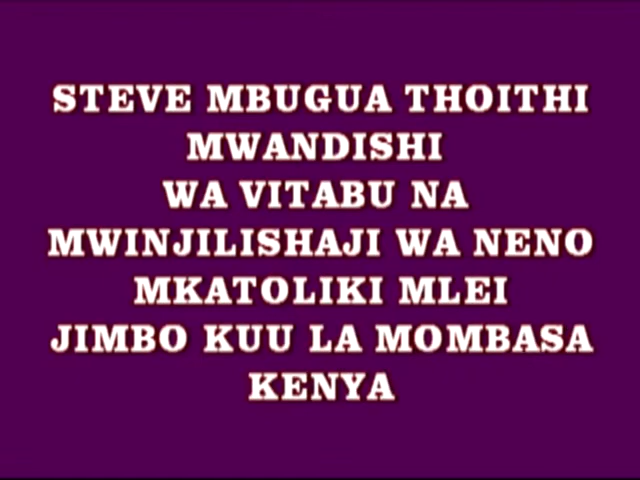 STEVE MBUGUA THOITHI
MWANDISHI
WA VITABU NA
MWINJILISHAJI WA NENO
MKATOLIKI MLEI
JIMBO KUU LA MOMBASA
KENYA